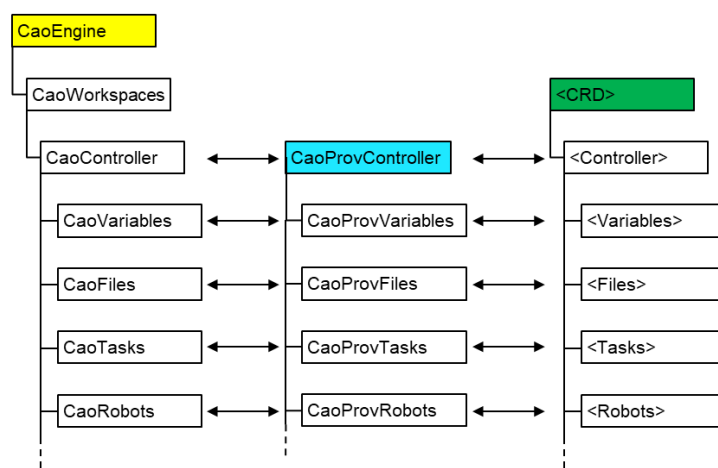 CaoEngine
CaoWorkspaces
<CRD>
CaoController
CaoProvController
<Controller>
CaoVariables
CaoProvVariables
<Variables>
CaoFiles
CaoProvFiles
<Files>
CaoTasks
CaoProvTasks
<Tasks>
CaoRobots
CaoProvRobots
<Robots>